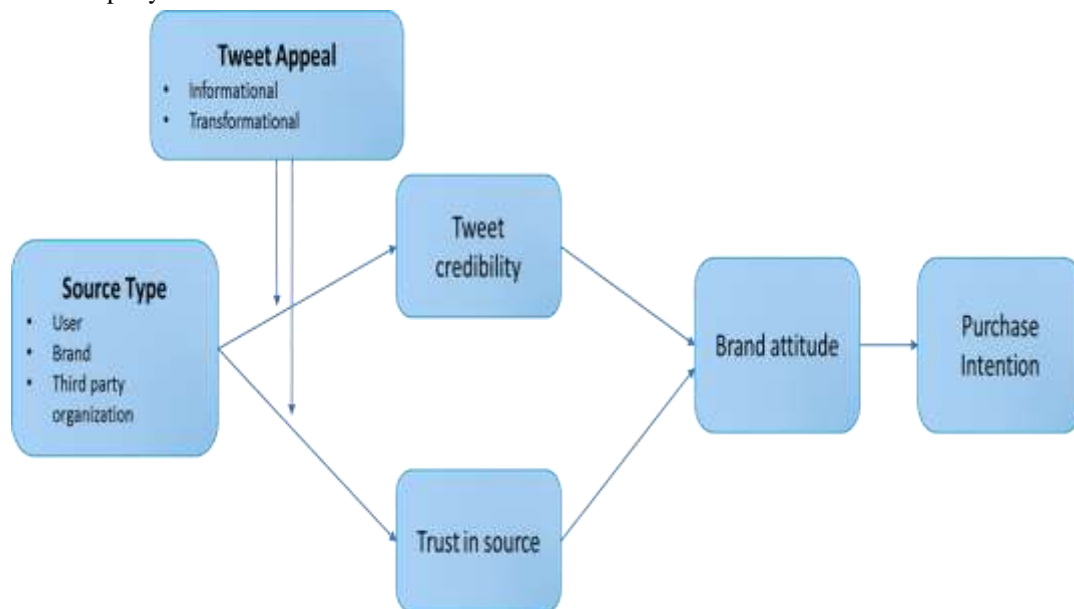 Tweet Appeal
• Informational
• Transformational
Tweet
credibility
Source Type
• User
• Brand
• Third party
organization
Brand attitude
Purchase
Intention
Trust in source